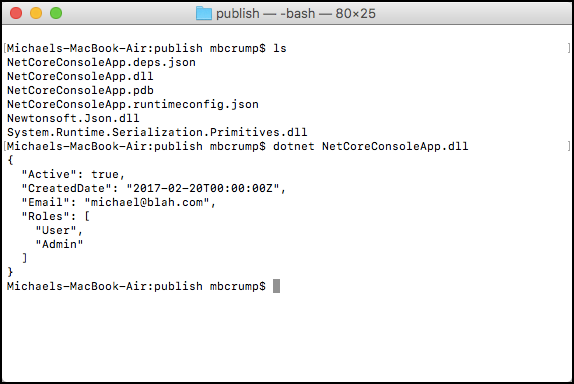 publish — -bash — 80×25
[Michaels-MacBook-Air:publish mbcrump$ ls ]
NetCoreConsoleApp.deps.json
NetCoreConsoleApp.dll
NetCoreConsoleApp.pdb
NetCoreConsoleApp.runtimeconfig.json
Newtonsoft.Json.dll
System.Runtime.Serialization.Primitives.dll
[Michaels-MacBook-Air:publish mbcrump$ dotnet NetCoreConsoleApp.dll ]
{
  "Active": true,
  "CreatedDate": "2017-02-20T00:00:00Z",
  "Email": "michael@blah.com",
  "Roles": [
    "User",
    "Admin"
  ]
}
Michaels-MacBook-Air:publish mbcrump$